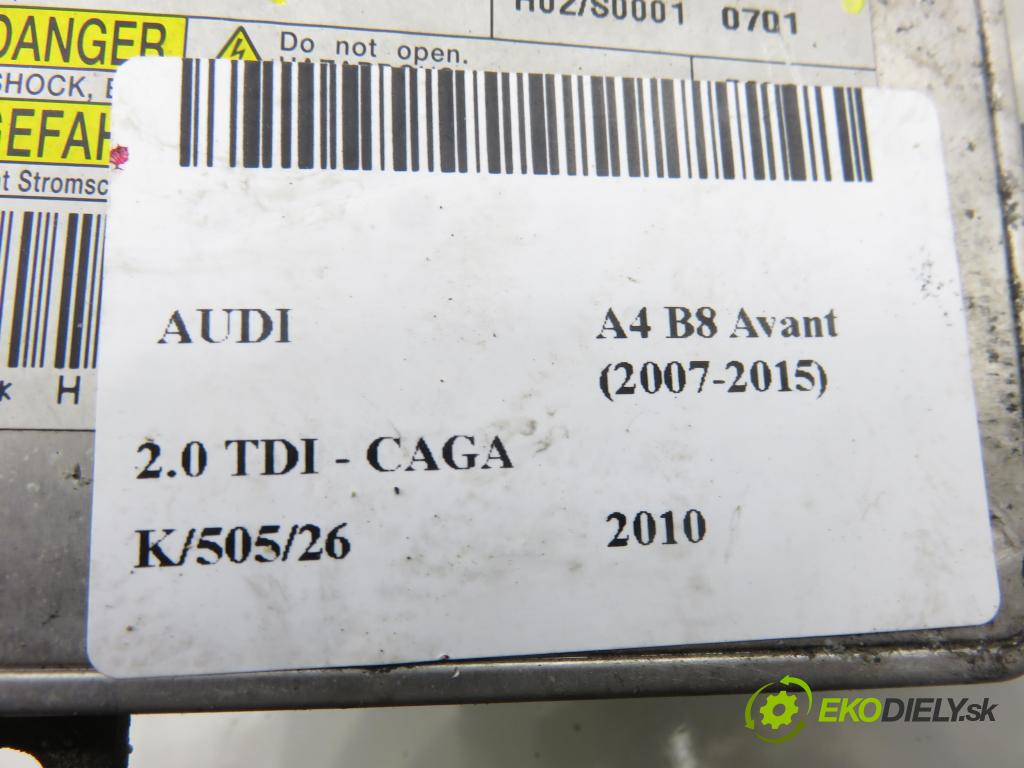 H02/S0001 0701
DANGER
Do not open.
SHOCK,
GEFAH
Stromsc
H
AUDI
A4 B8 Avant
(2007-2015)
2.0 TDI - CAGA
K/505/26
2010
EKODIELY.sk